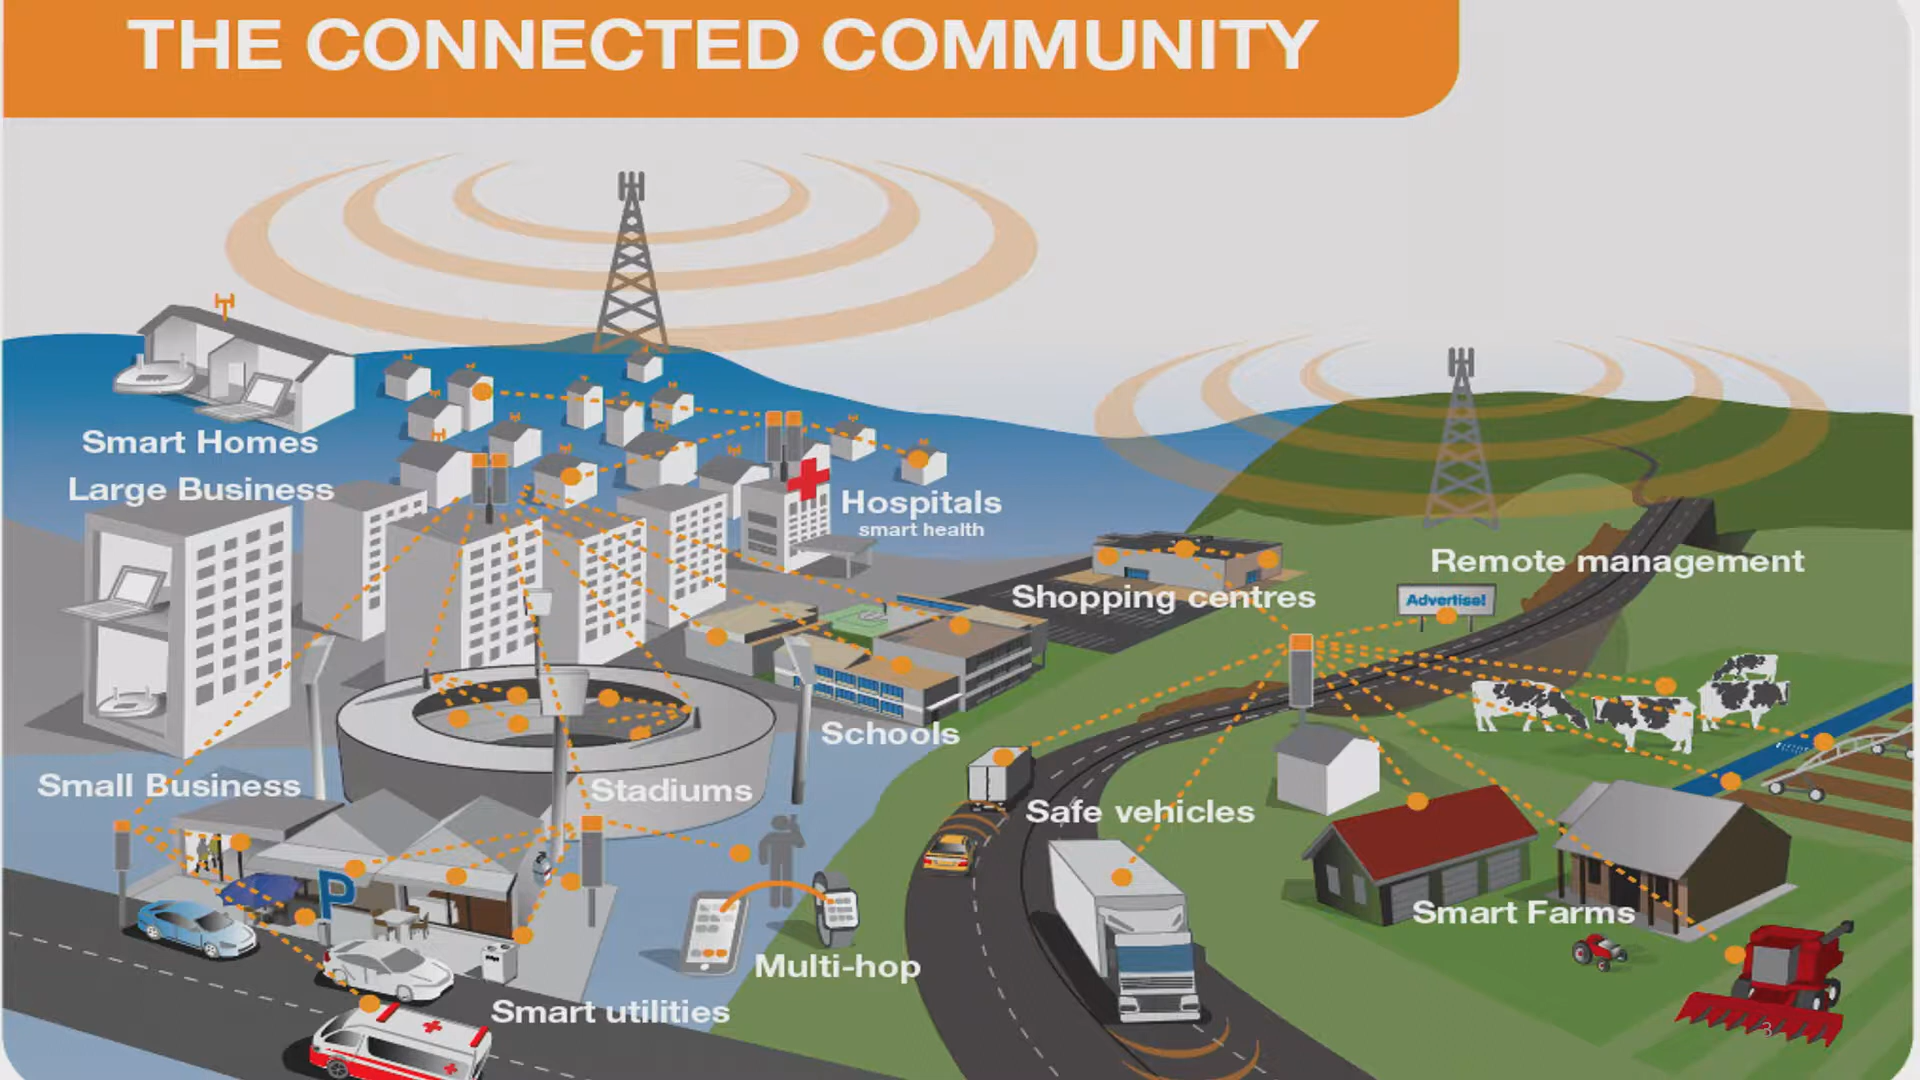 THE CONNECTED COMMUNITY
Smart Homes
Large Business
Hospitals
smart health
Remote management
Shopping centres
Advertise!
Schools
Small Business
Stadiums
Safe vehicles
P
Smart Farms
Multi-hop
Smart utilities
3